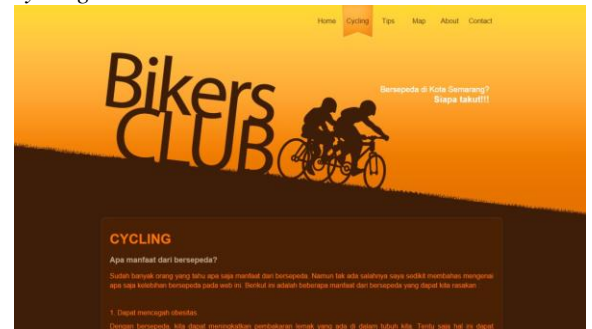 Home Cycling Tips Map About Contact
Bikers
CLUB
Bersepeda di Kota Semarang?
Siapa takut!!!
CYCLING
Apa manfaat dari bersepeda?
Sudah banyak orang yang tahu apa saja manfaat dari bersepeda. Namun tak ada salahnya saya sedikit membahas mengenai
apa saja kelebihan bersepeda pada web ini. Berikut ini adalah beberapa manfaat dari bersepeda yang dapat kita rasakan
1. Dapat mencegah obesitas
Dengan bersepeda, kita dapat meningkatkan pembakaran lemak yang ada di dalam tubuh kita. Tentu saja hal ini dapat